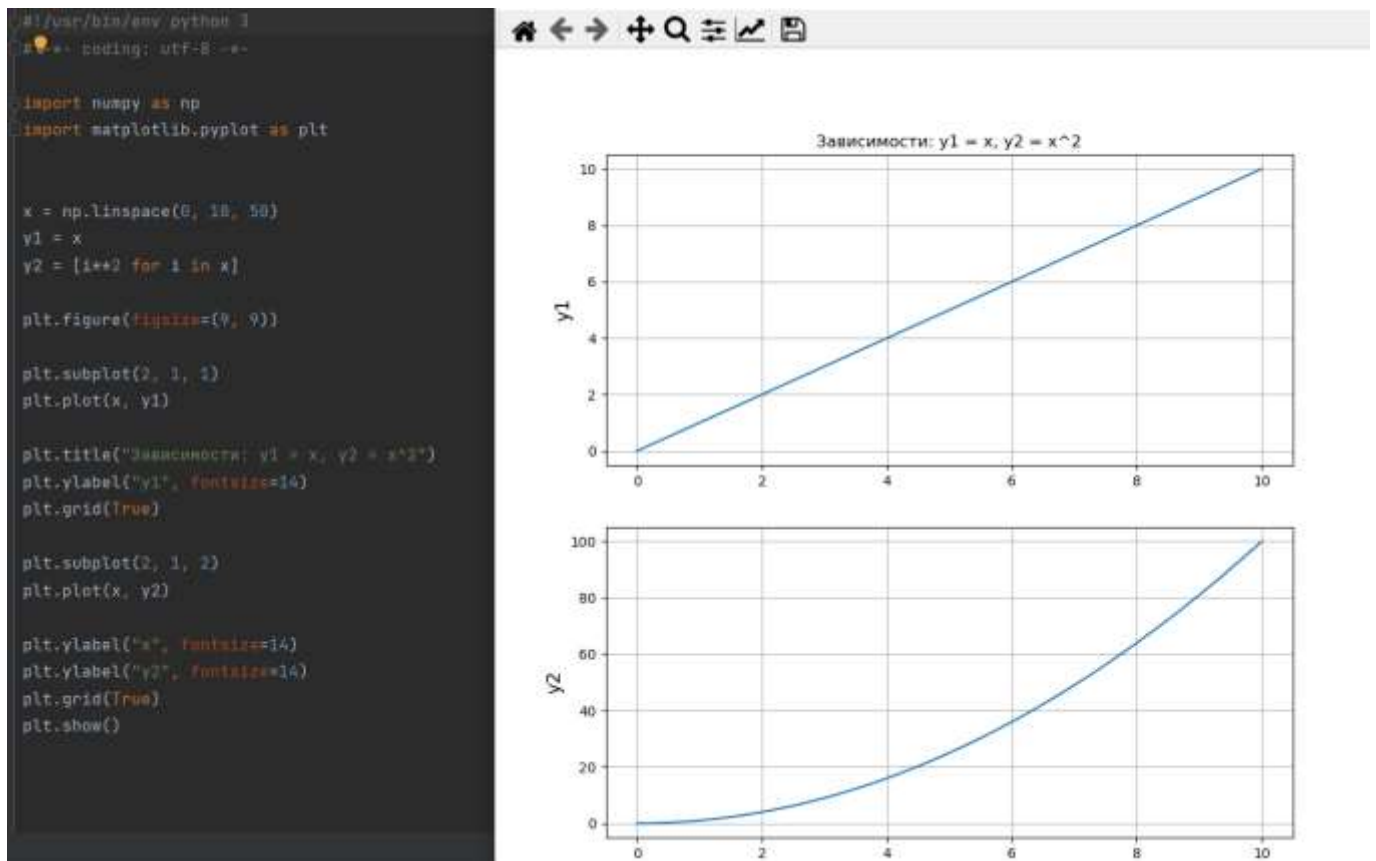 #!/usr/bin/env python 3
# -*- coding: utf-8 -*-
import numpy as np
import matplotlib.pyplot as plt
x = np.linspace(0, 10, 50)
y1 = x
y2 = [i**2 for i in x]
plt.figure(figsize=(9, 9))
plt.subplot(2, 1, 1)
plt.plot(x, y1)
plt.title("Зависимости: y1 = x, y2 = x^2")
plt.ylabel("y1", fontsize=14)
plt.grid(True)
plt.subplot(2, 1, 2)
plt.plot(x, y2)
plt.ylabel("x", fontsize=14)
plt.ylabel("y2", fontsize=14)
plt.grid(True)
plt.show()
Зависимости: y1 = x, y2 = x^2
10
8
6
4
2
0
y1
0 2 4 6 8 10
100
80
60
40
20
0
y2
0 2 4 6 8 10